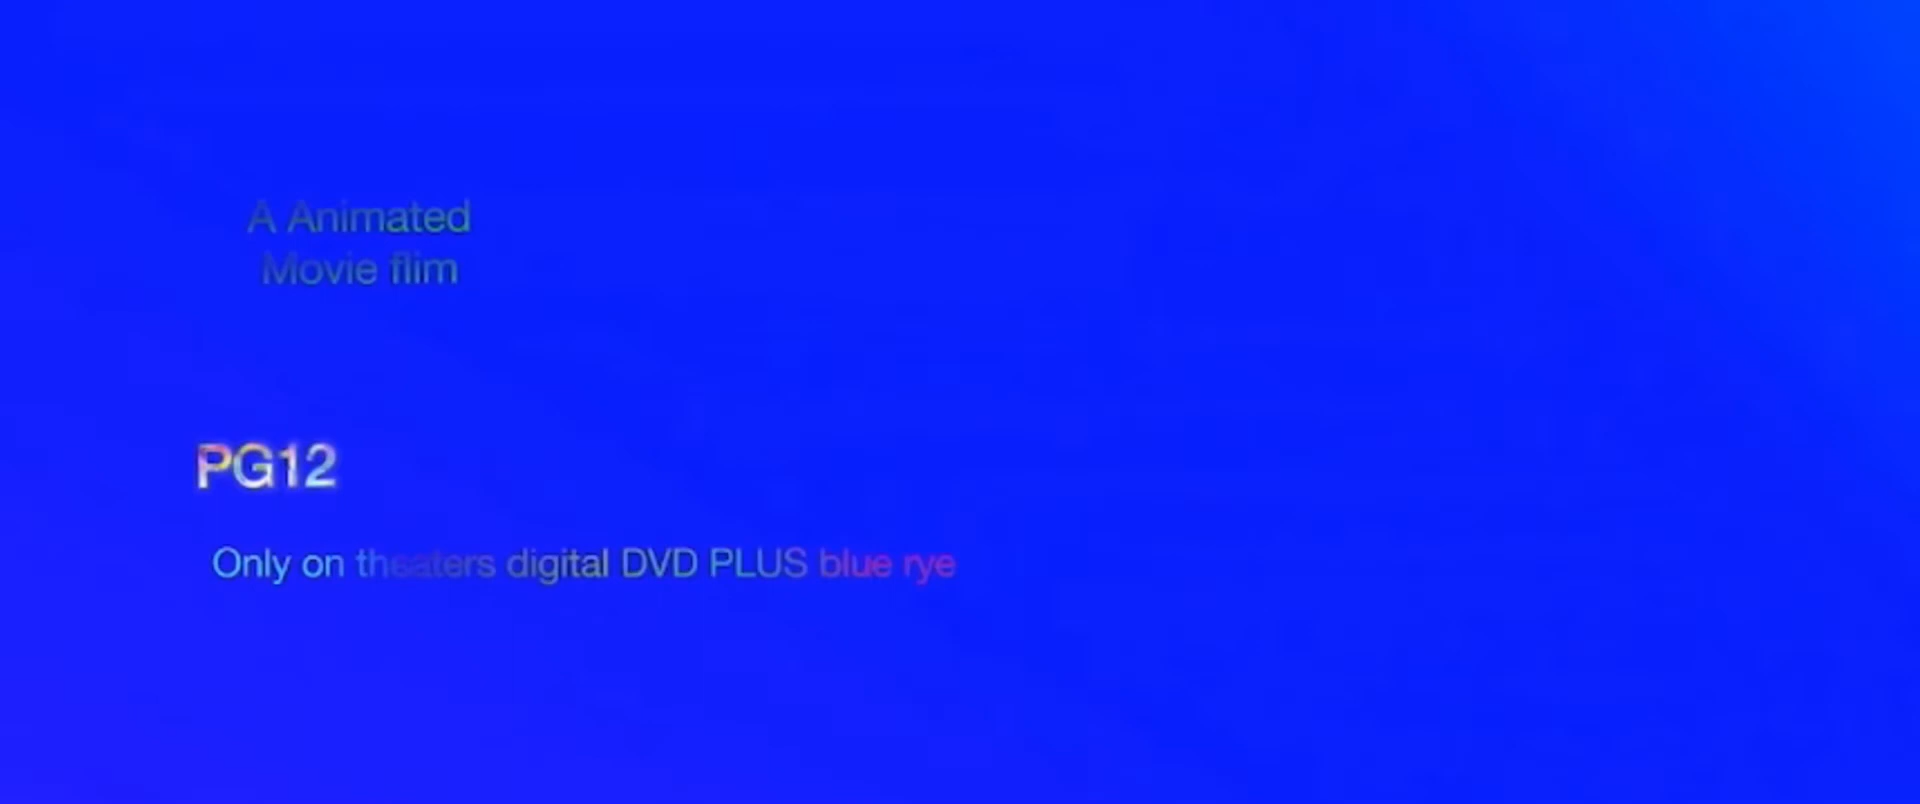 A Animated
Movie flim
PG12
Only on theaters digital DVD PLUS blue rye